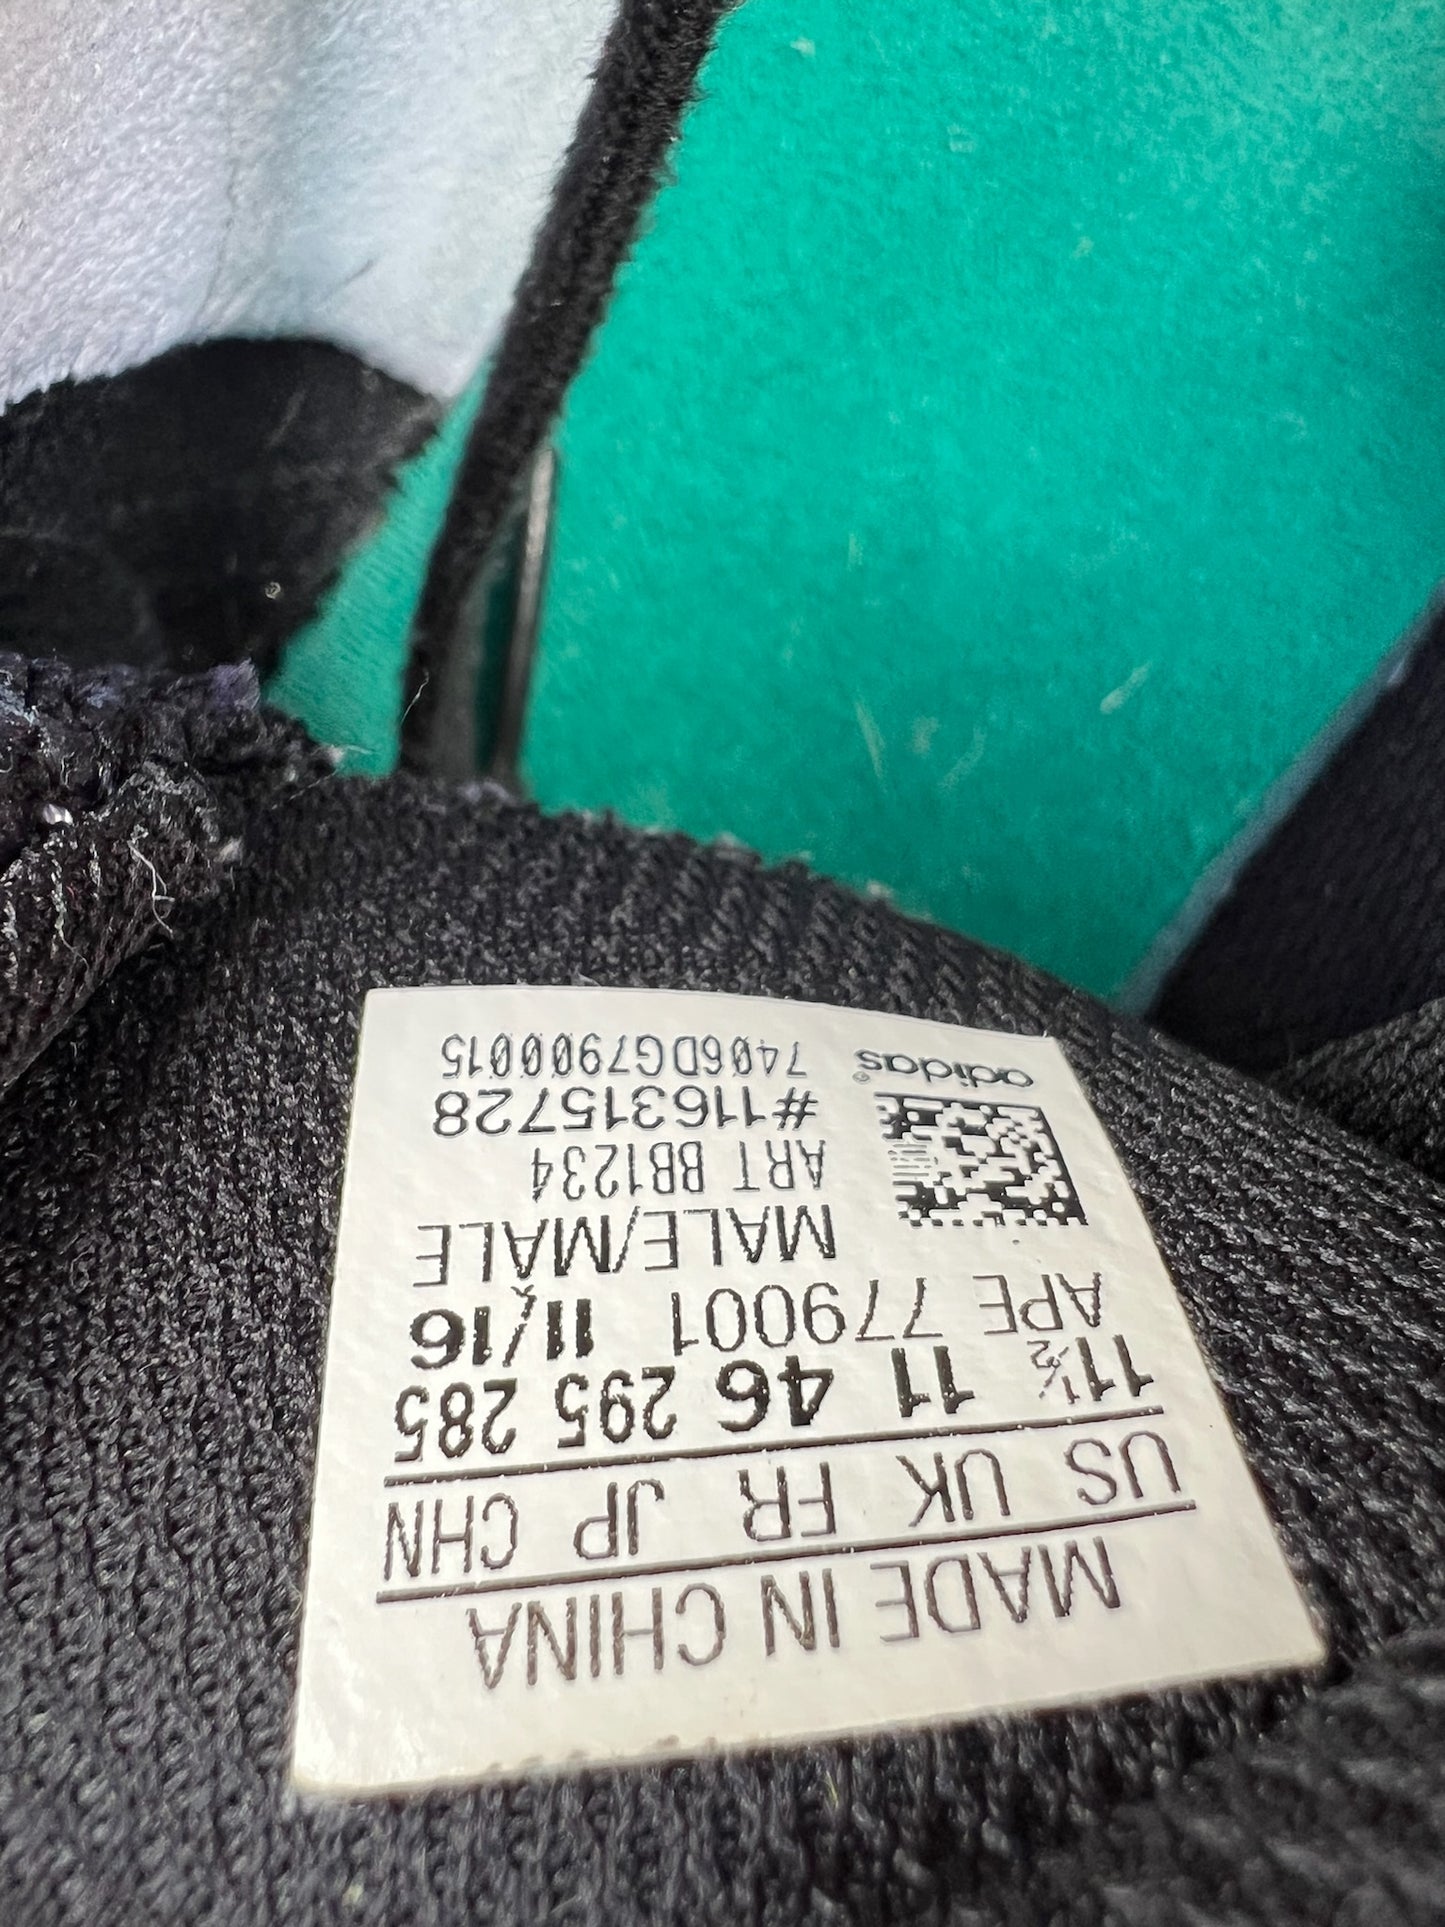 MADE IN CHINA
US UK FR JP CHN
11½ 11 46 295 285
APE 779001 11/16
MALE/MALE
ART BB1234
#116315728
7406DG7900015
adidas®